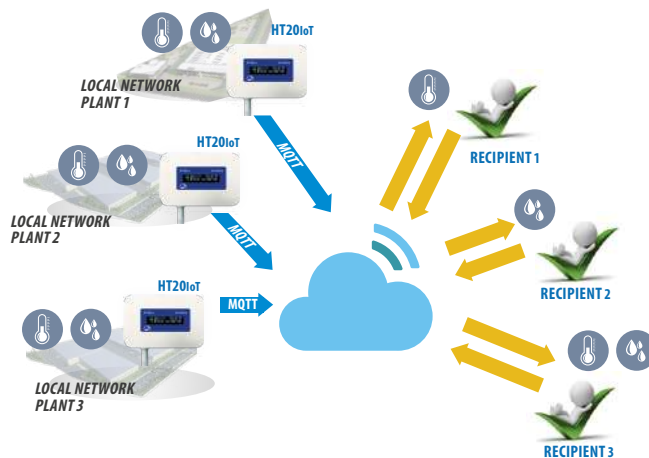 HT20IoT
LOCAL NETWORK
PLANT 1
MQTT
RECIPIENT 1
HT20IoT
LOCAL NETWORK
PLANT 2
MQTT
RECIPIENT 2
HT20IoT
MQTT
LOCAL NETWORK
PLANT 3
RECIPIENT 3